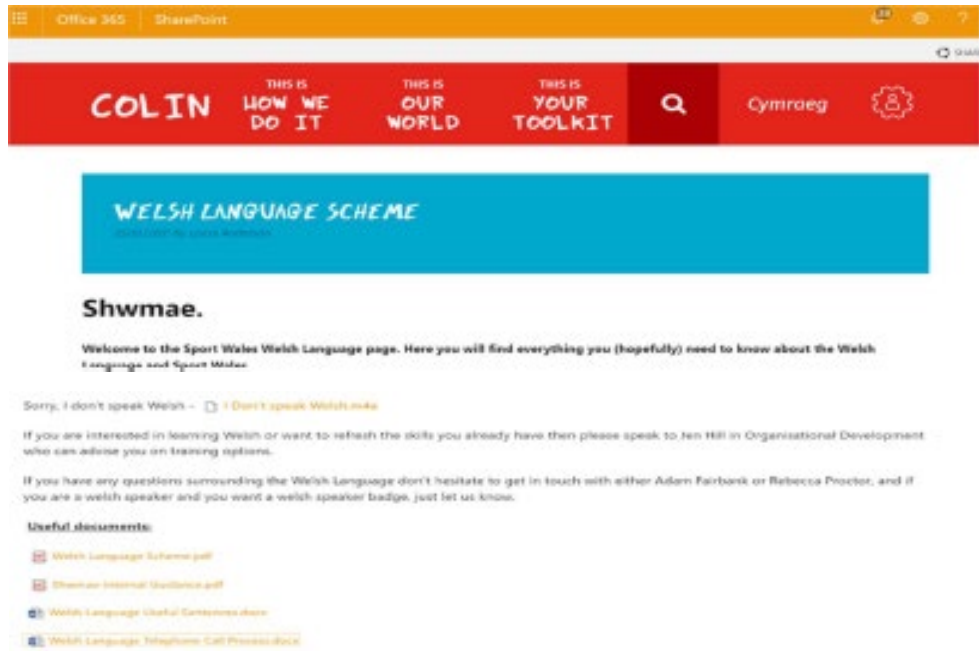 Office 365 SharePoint
?
COLIN
THIS IS
HOW WE
DO IT
THIS IS
OUR
WORLD
THIS IS
YOUR
TOOLKIT
Cymraeg
WELSH LANGUAGE SCHEME
Shwmae.
Welcome to the Sport Wales Welsh Language page. Here you will find everything you (hopefully) need to know about the Welsh
Language and Sport Wales
Sorry, I don't speak Welsh – I Don't speak Welsh.m4a
If you are interested in learning Welsh or want to refresh the skills you already have then please speak to Jen Hill in Organisational Development
who can advise you on training options.
If you have any questions surrounding the Welsh Language don't hesitate to get in touch with either Adam Fairbank or Rebecca Proctor, and if
you are a welsh speaker and you want a welsh speaker badge, just let us know.
Useful documents:
Welsh Language Scheme.pdf
Shwmae Internal Guidance.pdf
Welsh Language Useful Sentences.docx
Welsh Language Telephone Call Process.docx